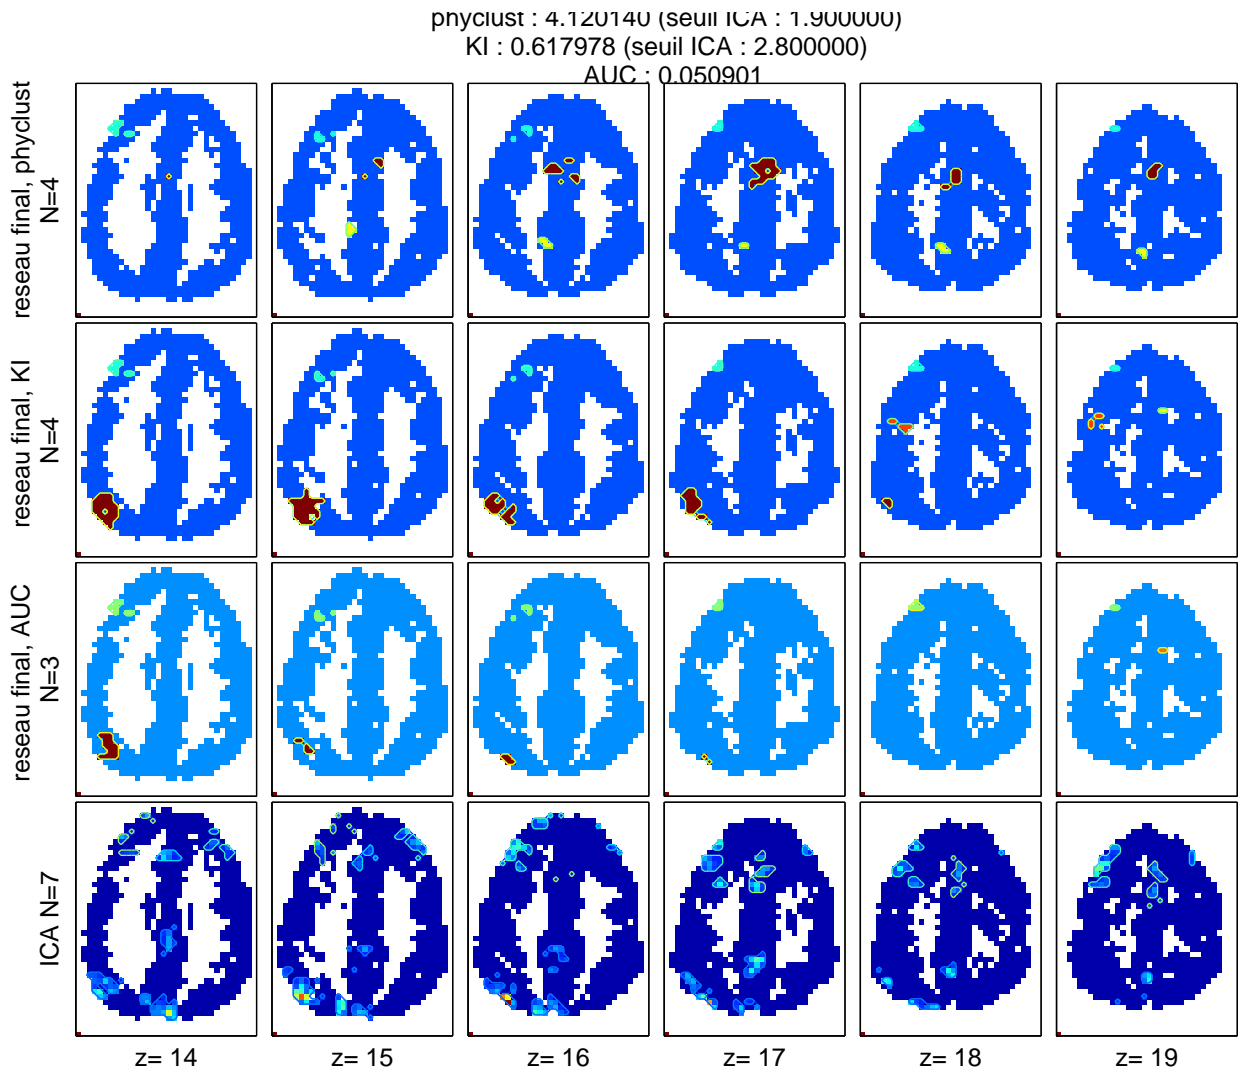 phyclust : 4.120140 (seuil ICA : 1.900000)
KI : 0.617978 (seuil ICA : 2.800000)
AUC : 0.050901
reseau final, phyclust
N=4
reseau final, KI
N=4
reseau final, AUC
N=3
ICA N=7
z= 14
z= 15
z= 16
z= 17
z= 18
z= 19